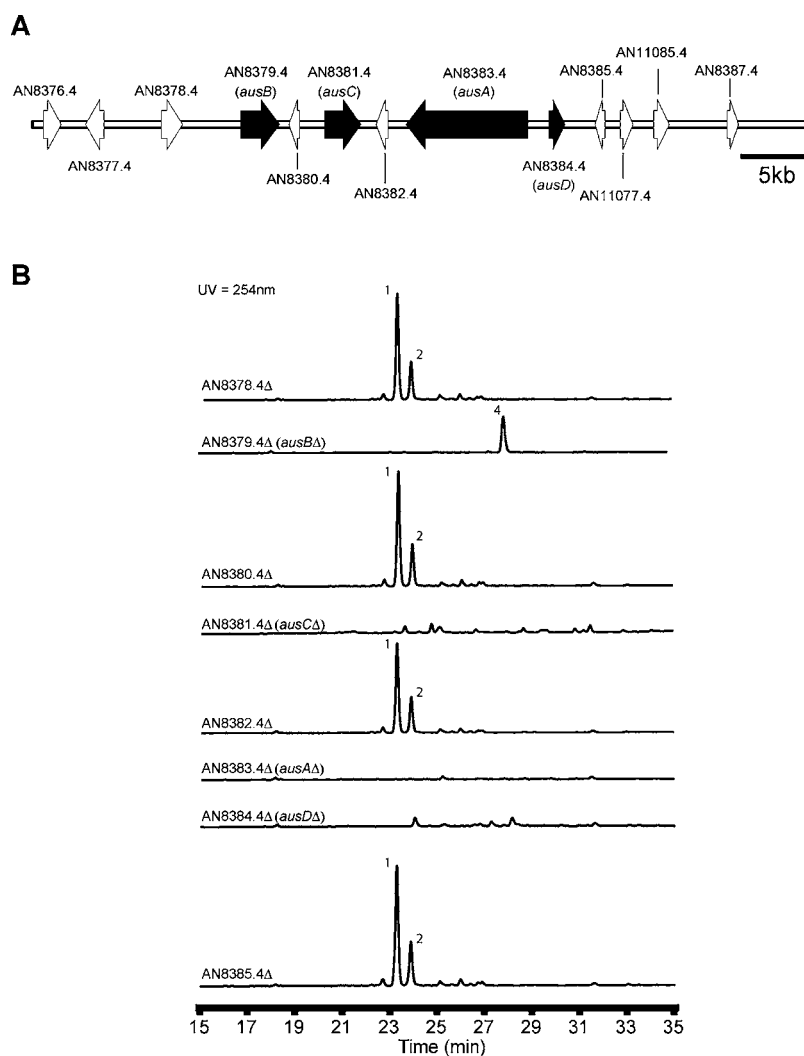 A
AN8376.4
AN8377.4
AN8378.4
AN8379.4
(ausB)
AN8380.4
AN8381.4
(ausC)
AN8382.4
AN8383.4
(ausA)
AN8384.4
(ausD)
AN8385.4
AN11077.4
AN11085.4
AN8387.4
5kb
B
UV = 254nm
1
2
AN8378.4Δ
4
AN8379.4Δ (ausBΔ)
1
2
AN8380.4Δ
AN8381.4Δ (ausCΔ)
1
2
AN8382.4Δ
AN8383.4Δ (ausAΔ)
AN8384.4Δ (ausDΔ)
1
2
AN8385.4Δ
15 17 19 21 23 25 27 29 31 33 35
Time (min)